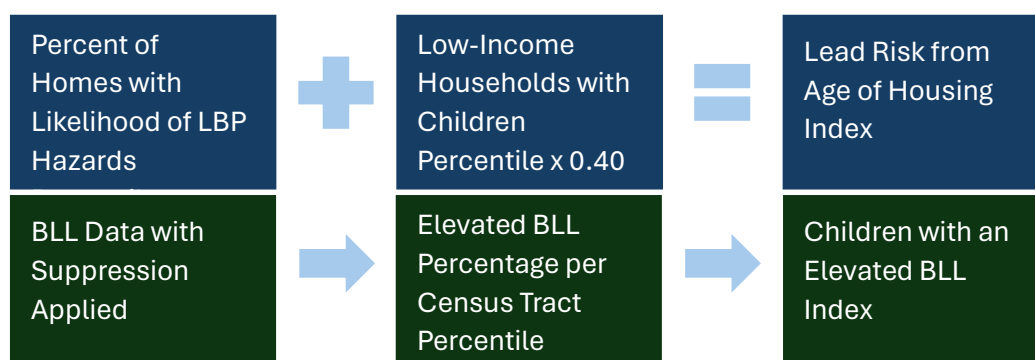 Percent of
Homes with
Likelihood of LBP
Hazards
Low-Income
Households with
Children
Percentile x 0.40
Lead Risk from
Age of Housing
Index
BLL Data with
Suppression
Applied
Elevated BLL
Percentage per
Census Tract
Percentile
Children with an
Elevated BLL
Index